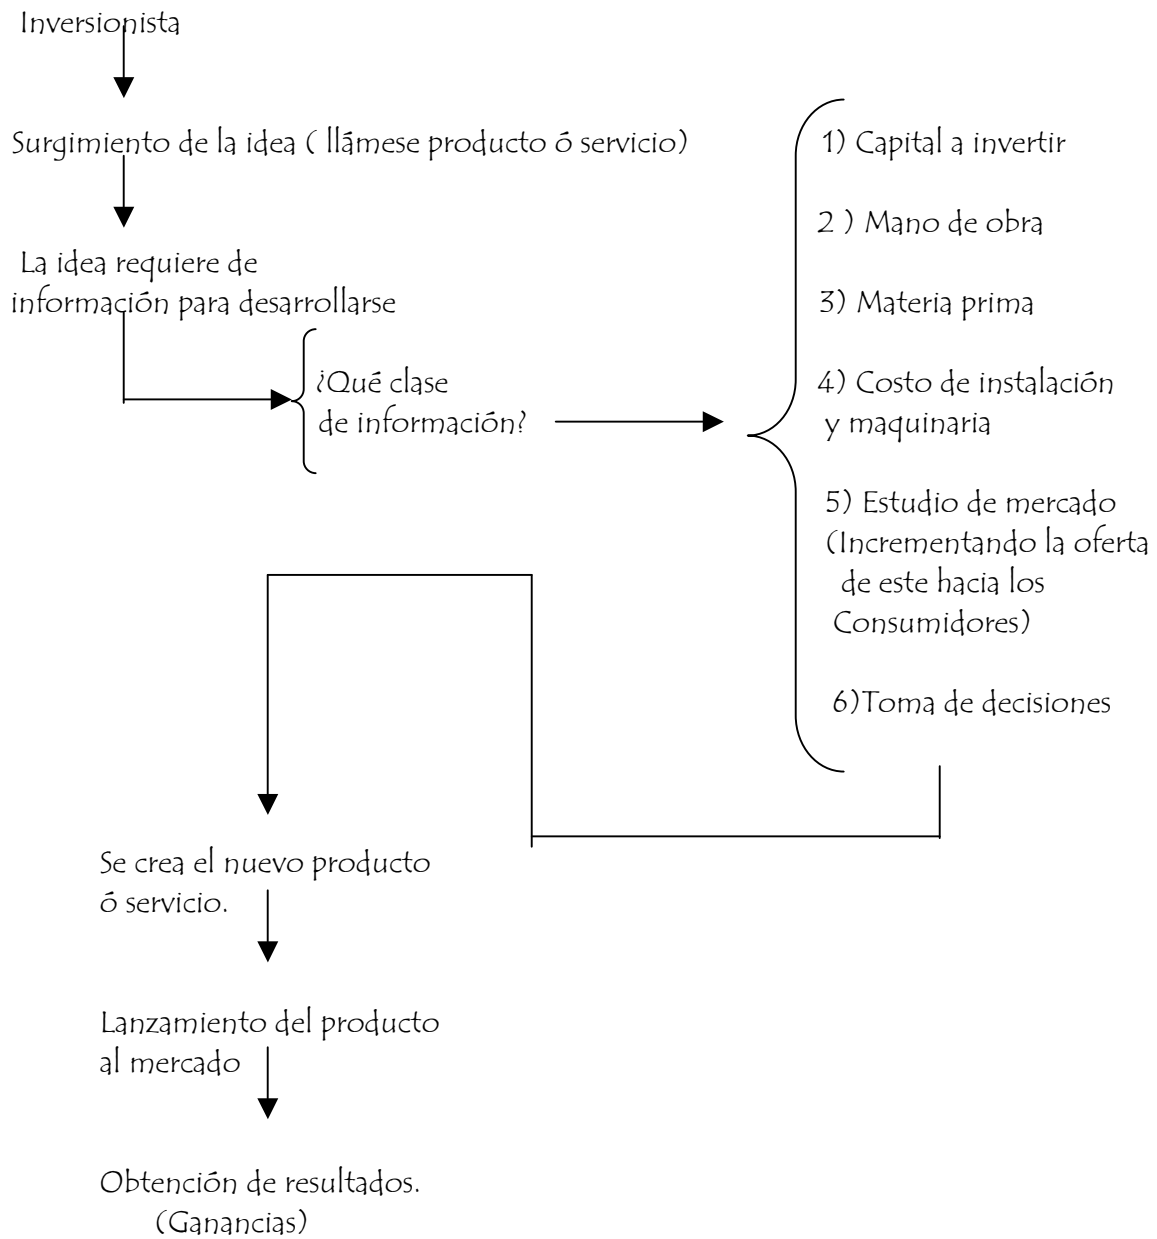 Inversionista
Surgimiento de la idea ( llámese producto ó servicio)
La idea requiere de
información para desarrollarse
¿Qué clase
de información?
1) Capital a invertir
2 ) Mano de obra
3) Materia prima
4) Costo de instalación
y maquinaria
5) Estudio de mercado
(Incrementando la oferta
de este hacia los
Consumidores)
6)Toma de decisiones
Se crea el nuevo producto
ó servicio.
Lanzamiento del producto
al mercado
Obtención de resultados.
(Ganancias)